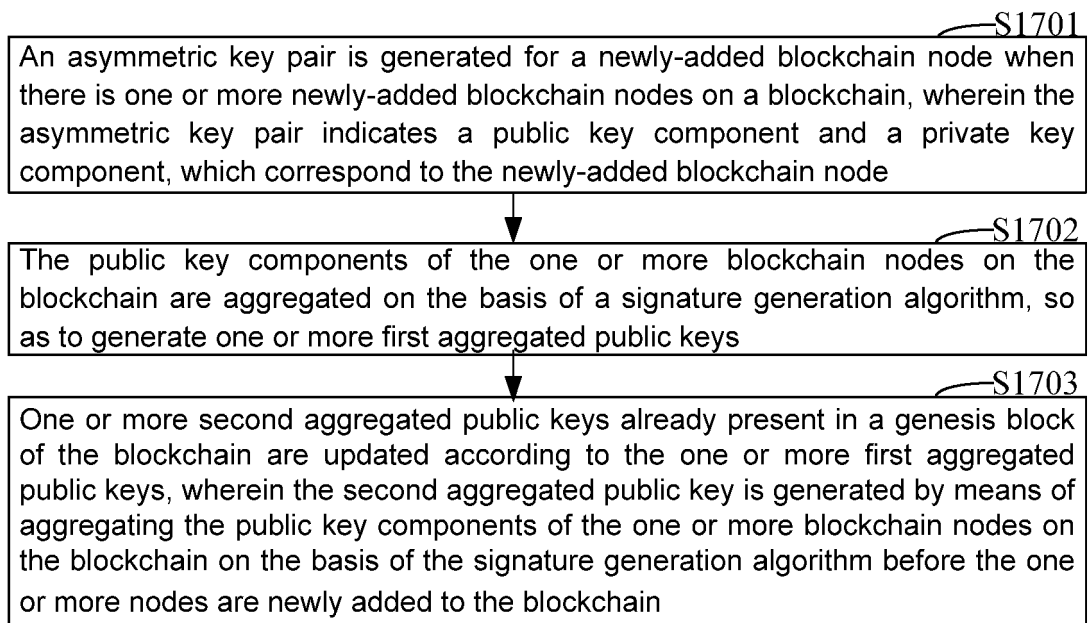 S1701
An asymmetric key pair is generated for a newly-added blockchain node when
there is one or more newly-added blockchain nodes on a blockchain, wherein the
asymmetric key pair indicates a public key component and a private key
component, which correspond to the newly-added blockchain node
S1702
The public key components of the one or more blockchain nodes on the
blockchain are aggregated on the basis of a signature generation algorithm, so
as to generate one or more first aggregated public keys
S1703
One or more second aggregated public keys already present in a genesis block
of the blockchain are updated according to the one or more first aggregated
public keys, wherein the second aggregated public key is generated by means of
aggregating the public key components of the one or more blockchain nodes on
the blockchain on the basis of the signature generation algorithm before the one
or more nodes are newly added to the blockchain